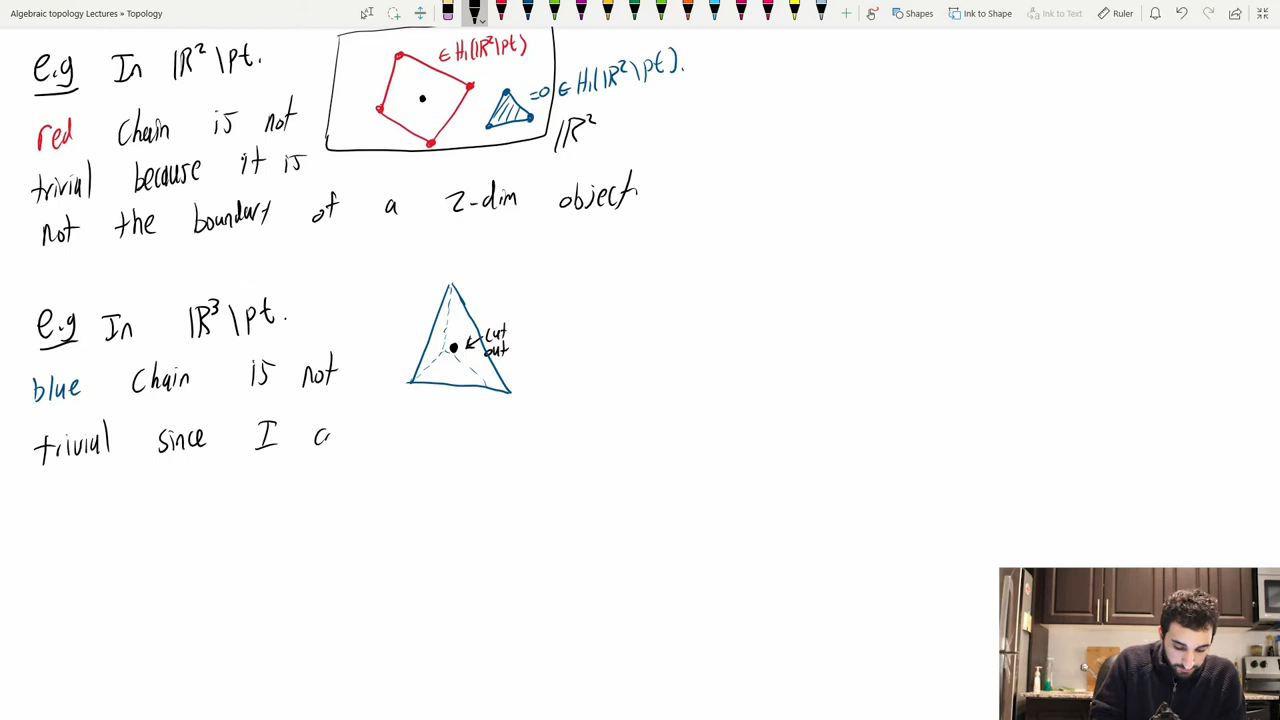 Algebraic topology Lectures » Topology
Shapes
Ink to Shape
Ink to Text
Ruler
e.g In ℝ² \ pt.
∈ H₁(ℝ²\pt)
=0 ∈ H₁(ℝ²\pt).
ℝ²
red chain is not
trivial because it is
not the boundary of a 2-dim object.
e.g In ℝ³ \ pt.
cut
out
blue chain is not
trivial since I c